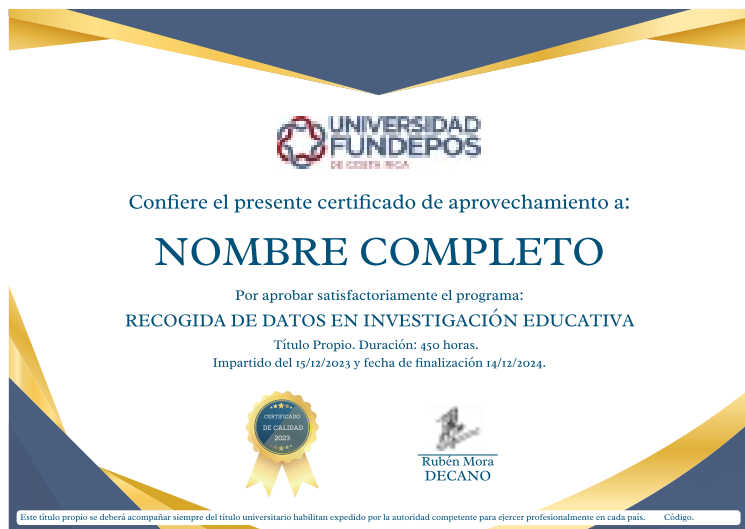 UNIVERSIDAD
FUNDEPOS
DE COSTA RICA
Confiere el presente certificado de aprovechamiento a:
NOMBRE COMPLETO
Por aprobar satisfactoriamente el programa:
RECOGIDA DE DATOS EN INVESTIGACIÓN EDUCATIVA
Título Propio. Duración: 450 horas.
Impartido del 15/12/2023 y fecha de finalización 14/12/2024.
CERTIFICADO
DE CALIDAD
2023
Rubén Mora
DECANO
Este título propio se deberá acompañar siempre del título universitario habilitan expedido por la autoridad competente para ejercer profesionalmente en cada país. Código.